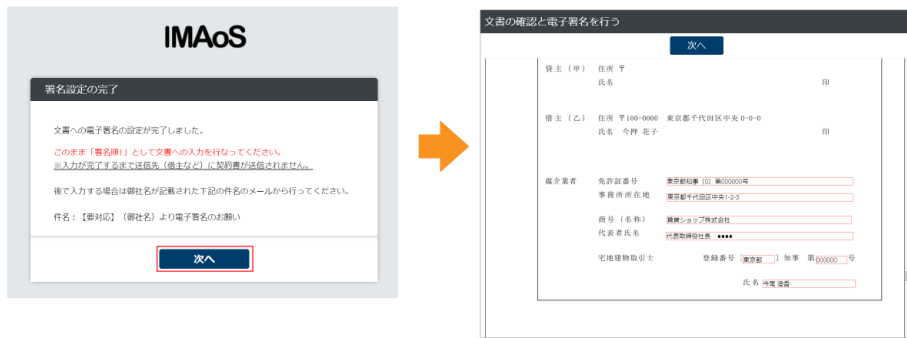 IMAoS
署名設定の完了
文書への電子署名の設定が完了しました。
このまま「署名順1」として文書への入力を行なってください。
※入力が完了するまで送信先（借主など）に契約書が送信されません。
後で入力する場合は御社名が記載された下記の件名のメールから行ってください。
件名：【要対応】（御社名）より電子署名のお願い
次へ
文書の確認と電子署名を行う
次へ
貸主（甲） 住所 〒
氏名 印
借主（乙） 住所 〒100-0000 東京都千代田区中央 0-0-0
氏名 今押 花子 印
媒介業者 免許証番号 東京都知事（0）第000000号
事務所所在地 東京都千代田区中央1-2-3
商号（名称） 賃貸ショップ株式会社
代表者氏名 代表取締役社長 ●●●●
宅地建物取引士 登録番号（東京都）知事 第000000号
氏名 今尾 澄香